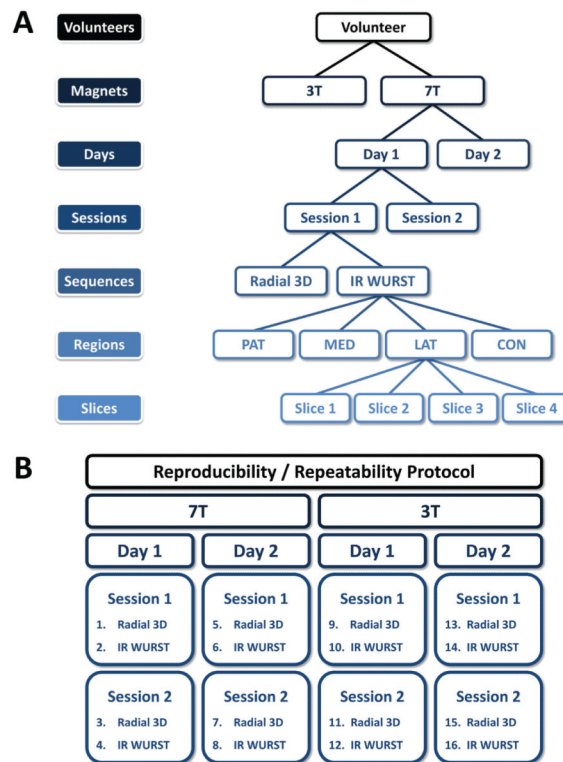 A
Volunteers
Volunteer
Magnets
3T
7T
Days
Day 1
Day 2
Sessions
Session 1
Session 2
Sequences
Radial 3D
IR WURST
Regions
PAT
MED
LAT
CON
Slices
Slice 1
Slice 2
Slice 3
Slice 4
B
Reproducibility / Repeatability Protocol
7T
3T
Day 1
Day 2
Day 1
Day 2
Session 1
1. Radial 3D
2. IR WURST
Session 1
5. Radial 3D
6. IR WURST
Session 1
9. Radial 3D
10. IR WURST
Session 1
13. Radial 3D
14. IR WURST
Session 2
3. Radial 3D
4. IR WURST
Session 2
7. Radial 3D
8. IR WURST
Session 2
11. Radial 3D
12. IR WURST
Session 2
15. Radial 3D
16. IR WURST